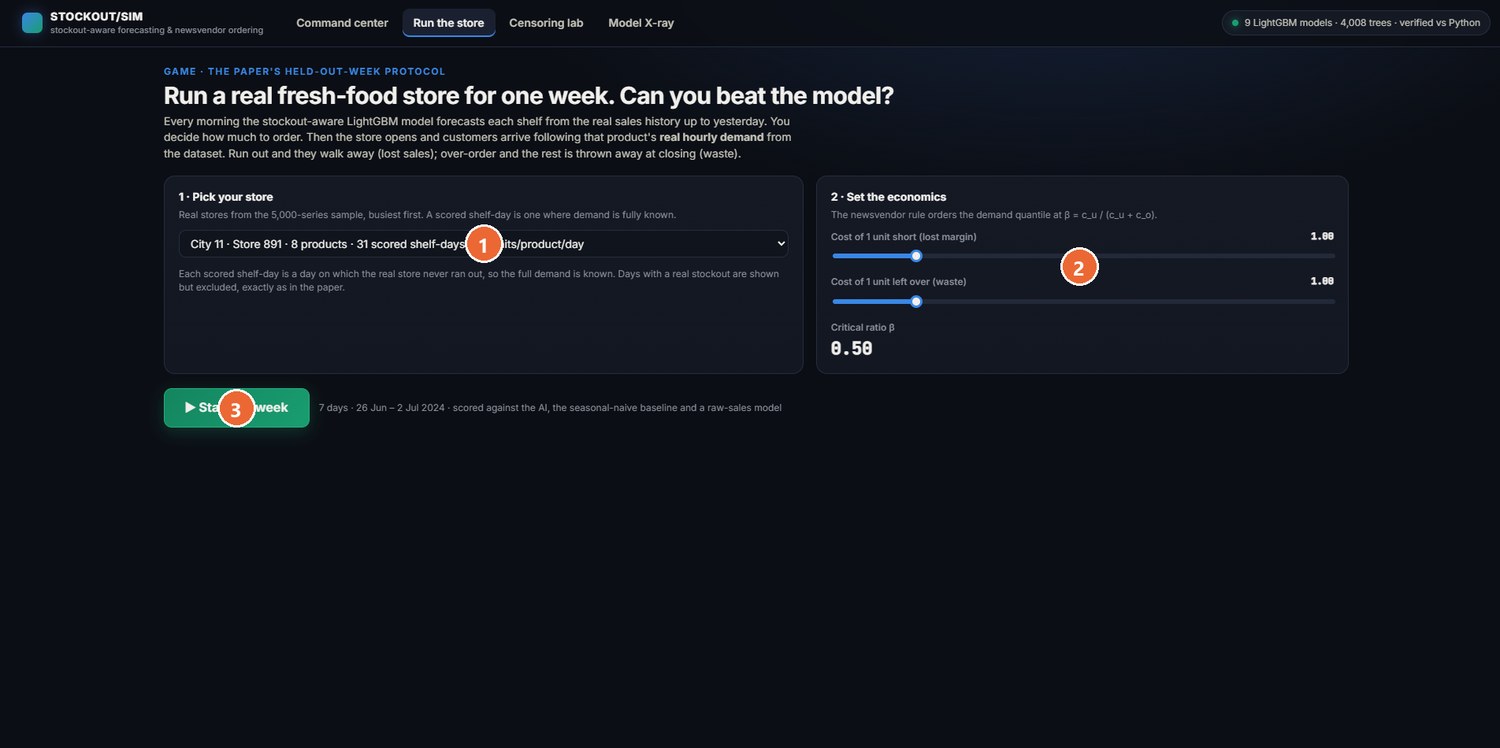 STOCKOUT/SIM
stockout-aware forecasting & newsvendor ordering
Command center
Run the store
Censoring lab
Model X-ray
9 LightGBM models · 4,008 trees · verified vs Python
GAME · THE PAPER'S HELD-OUT-WEEK PROTOCOL
Run a real fresh-food store for one week. Can you beat the model?
Every morning the stockout-aware LightGBM model forecasts each shelf from the real sales history up to yesterday. You
decide how much to order. Then the store opens and customers arrive following that product's real hourly demand from
the dataset. Run out and they walk away (lost sales); over-order and the rest is thrown away at closing (waste).
1 · Pick your store
Real stores from the 5,000-series sample, busiest first. A scored shelf-day is one where demand is fully known.
City 11 · Store 891 · 8 products · 31 scored shelf-days
1
/product/day
Each scored shelf-day is a day on which the real store never ran out, so the full demand is known. Days with a real stockout are shown
but excluded, exactly as in the paper.
2 · Set the economics
The newsvendor rule orders the demand quantile at β = c_u / (c_u + c_o).
Cost of 1 unit short (lost margin)
1.00
2
Cost of 1 unit left over (waste)
1.00
Critical ratio β
0.50
▶
3
week
7 days · 26 Jun – 2 Jul 2024 · scored against the AI, the seasonal-naive baseline and a raw-sales model